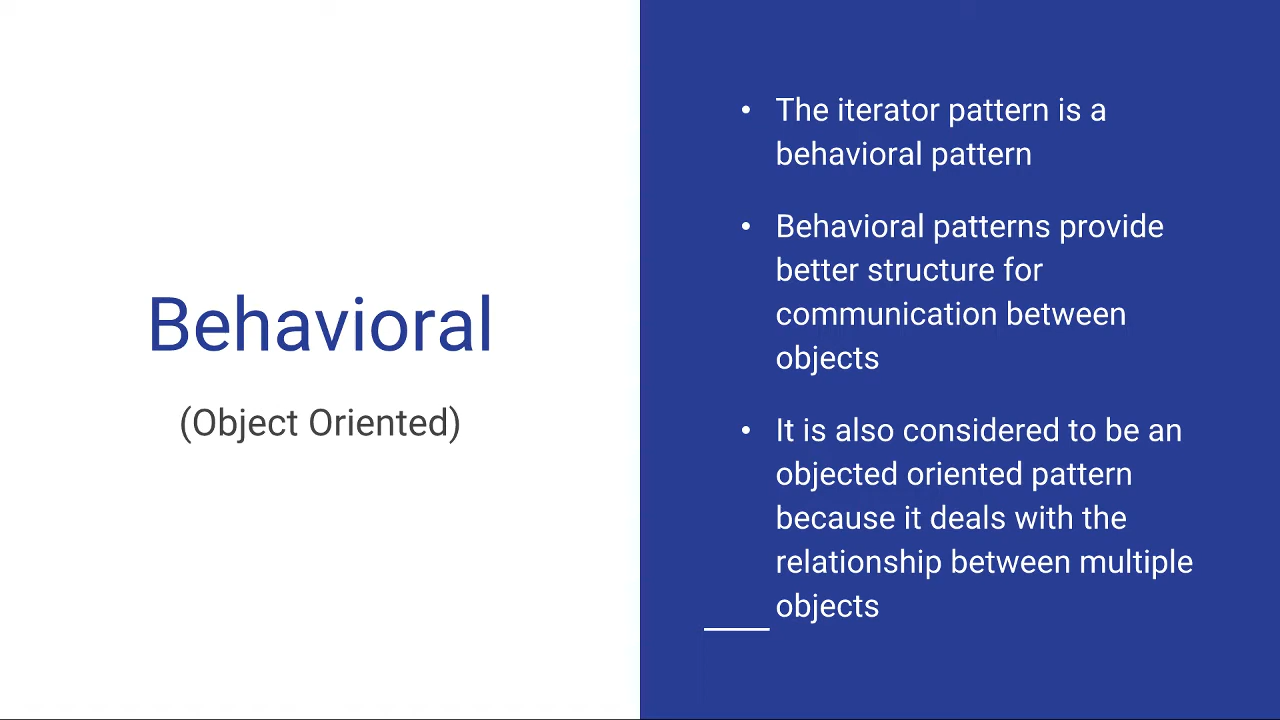 Behavioral
(Object Oriented)
• The iterator pattern is a
behavioral pattern
• Behavioral patterns provide
better structure for
communication between
objects
• It is also considered to be an
objected oriented pattern
because it deals with the
relationship between multiple
objects